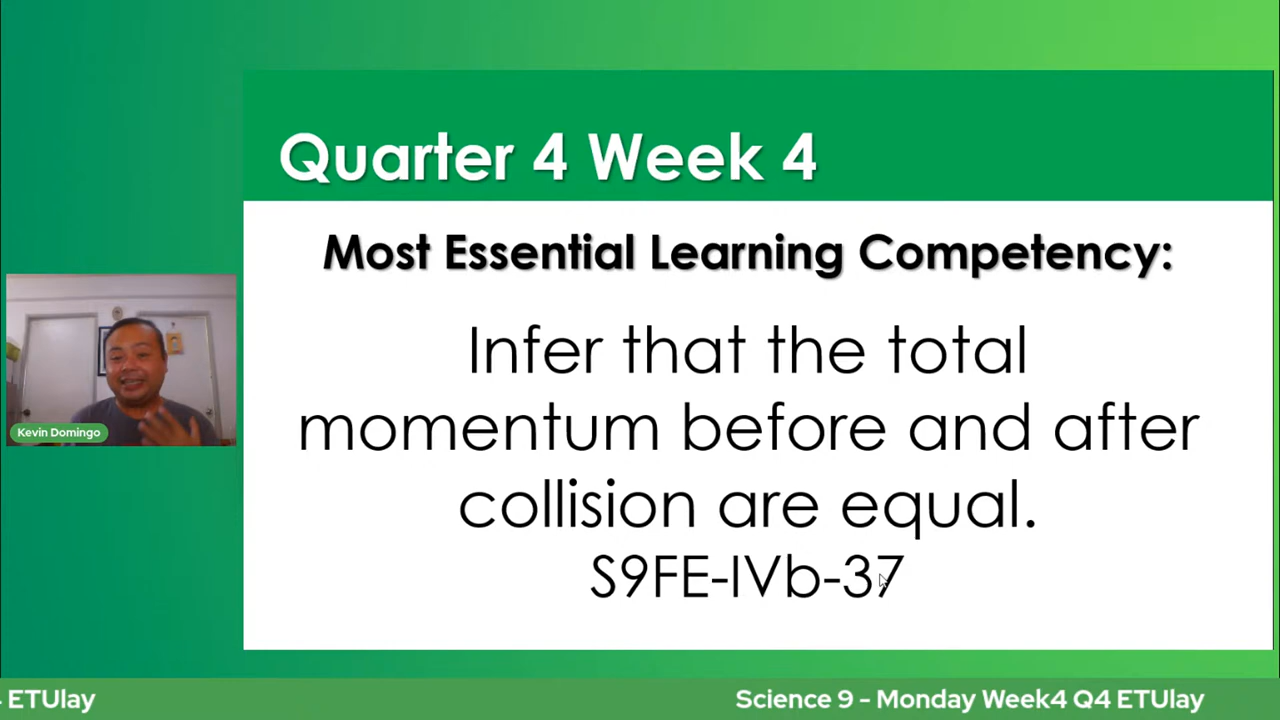 Quarter 4 Week 4
Most Essential Learning Competency:
Infer that the total
momentum before and after
collision are equal.
S9FE-IVb-37
Kevin Domingo
ETUlay
Science 9 - Monday Week4 Q4 ETUlay